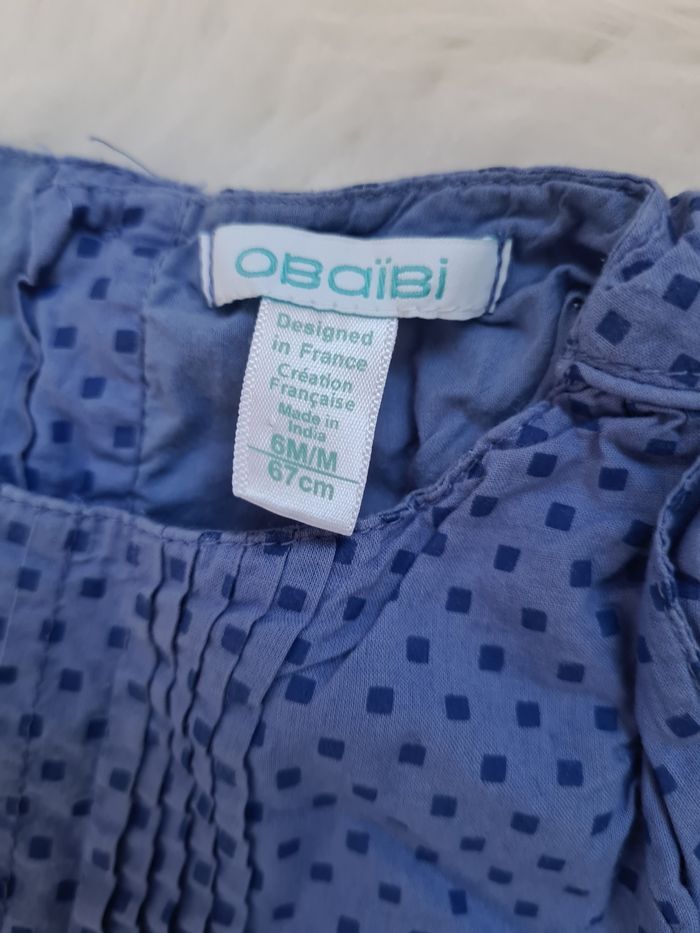 OBaïBi
Designed
in France
Création
Française
Made in
India
6M/M
67cm